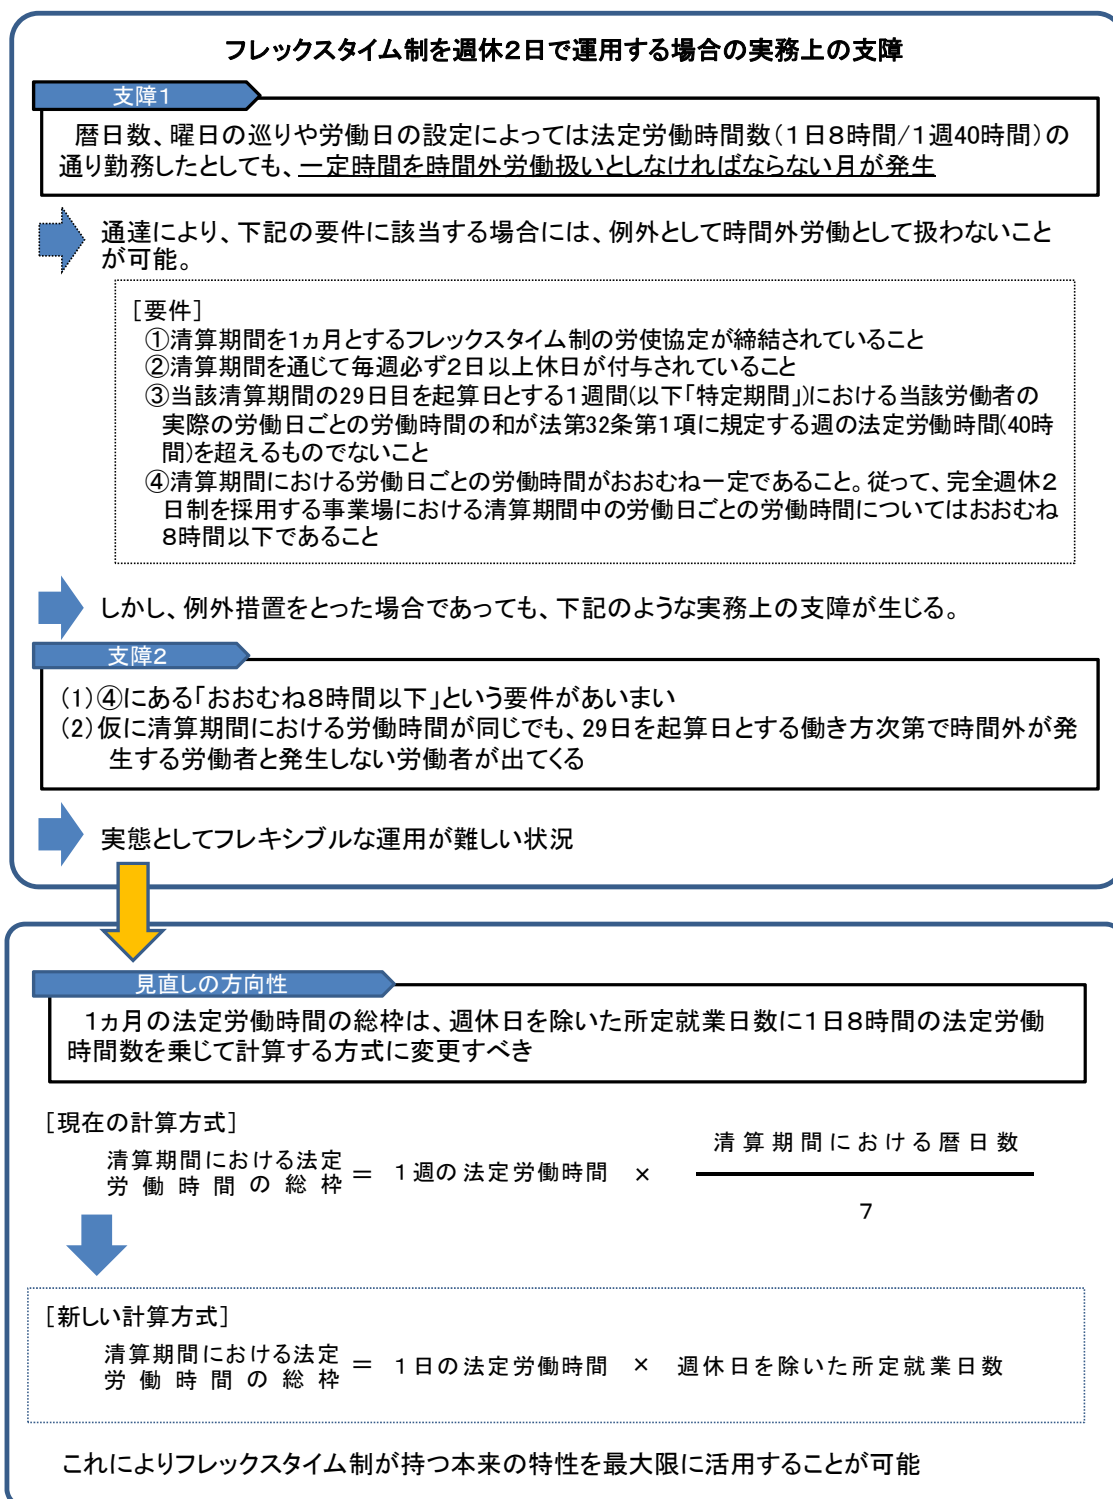 フレックスタイム制を週休２日で運用する場合の実務上の支障
支障１
暦日数、曜日の巡りや労働日の設定によっては法定労働時間数（１日８時間/１週40時間）の
通り勤務したとしても、一定時間を時間外労働扱いとしなければならない月が発生
通達により、下記の要件に該当する場合には、例外として時間外労働として扱わないこと
が可能。
［要件］
①清算期間を１ヵ月とするフレックスタイム制の労使協定が締結されていること
②清算期間を通じて毎週必ず２日以上休日が付与されていること
③当該清算期間の29日目を起算日とする１週間(以下「特定期間」)における当該労働者の
実際の労働日ごとの労働時間の和が法第32条第１項に規定する週の法定労働時間(40時
間)を超えるものでないこと
④清算期間における労働日ごとの労働時間がおおむね一定であること。従って、完全週休２
日制を採用する事業場における清算期間中の労働日ごとの労働時間についてはおおむね
８時間以下であること
しかし、例外措置をとった場合であっても、下記のような実務上の支障が生じる。
支障２
(１)④にある「おおむね８時間以下」という要件があいまい
(２)仮に清算期間における労働時間が同じでも、29日を起算日とする働き方次第で時間外が発
生する労働者と発生しない労働者が出てくる
実態としてフレキシブルな運用が難しい状況
見直しの方向性
１ヵ月の法定労働時間の総枠は、週休日を除いた所定就業日数に１日８時間の法定労働
時間数を乗じて計算する方式に変更すべき
［現在の計算方式］
清算期間における暦日数
清算期間における法定
労働時間の総枠 ＝ １週の法定労働時間 ×
７
［新しい計算方式］
清算期間における法定
労働時間の総枠 ＝ １日の法定労働時間 × 週休日を除いた所定就業日数
これによりフレックスタイム制が持つ本来の特性を最大限に活用することが可能